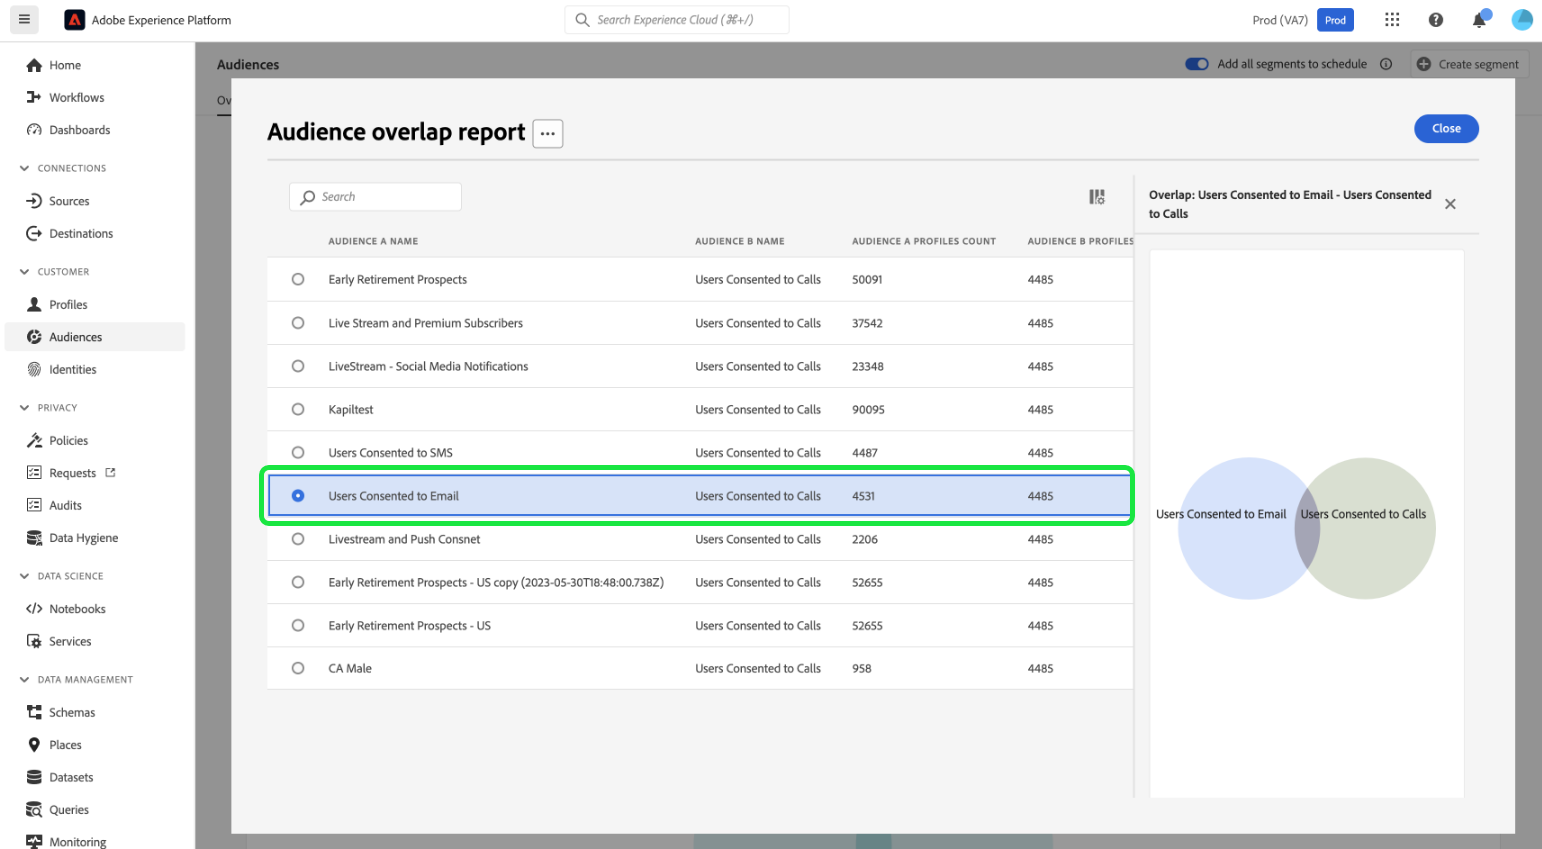 Adobe Experience Platform
Search Experience Cloud (⌘+/)
Prod (VA7)
Prod
Home
Workflows
Dashboards
CONNECTIONS
Sources
Destinations
CUSTOMER
Profiles
Audiences
Identities
PRIVACY
Policies
Requests
Audits
Data Hygiene
DATA SCIENCE
Notebooks
Services
DATA MANAGEMENT
Schemas
Places
Datasets
Queries
Monitoring
Audiences
Add all segments to schedule
Create segment
Ov
Audience overlap report
Close
Search
AUDIENCE A NAME AUDIENCE B NAME AUDIENCE A PROFILES COUNT AUDIENCE B PROFILES
Early Retirement Prospects Users Consented to Calls 50091 4485
Live Stream and Premium Subscribers Users Consented to Calls 37542 4485
LiveStream - Social Media Notifications Users Consented to Calls 23348 4485
Kapiltest Users Consented to Calls 90095 4485
Users Consented to SMS Users Consented to Calls 4487 4485
Users Consented to Email Users Consented to Calls 4531 4485
Livestream and Push Consnet Users Consented to Calls 2206 4485
Early Retirement Prospects - US copy (2023-05-30T18:48:00.738Z) Users Consented to Calls 52655 4485
Early Retirement Prospects - US Users Consented to Calls 52655 4485
CA Male Users Consented to Calls 958 4485
Overlap: Users Consented to Email - Users Consented
to Calls
Users Consented to Email Users Consented to Calls